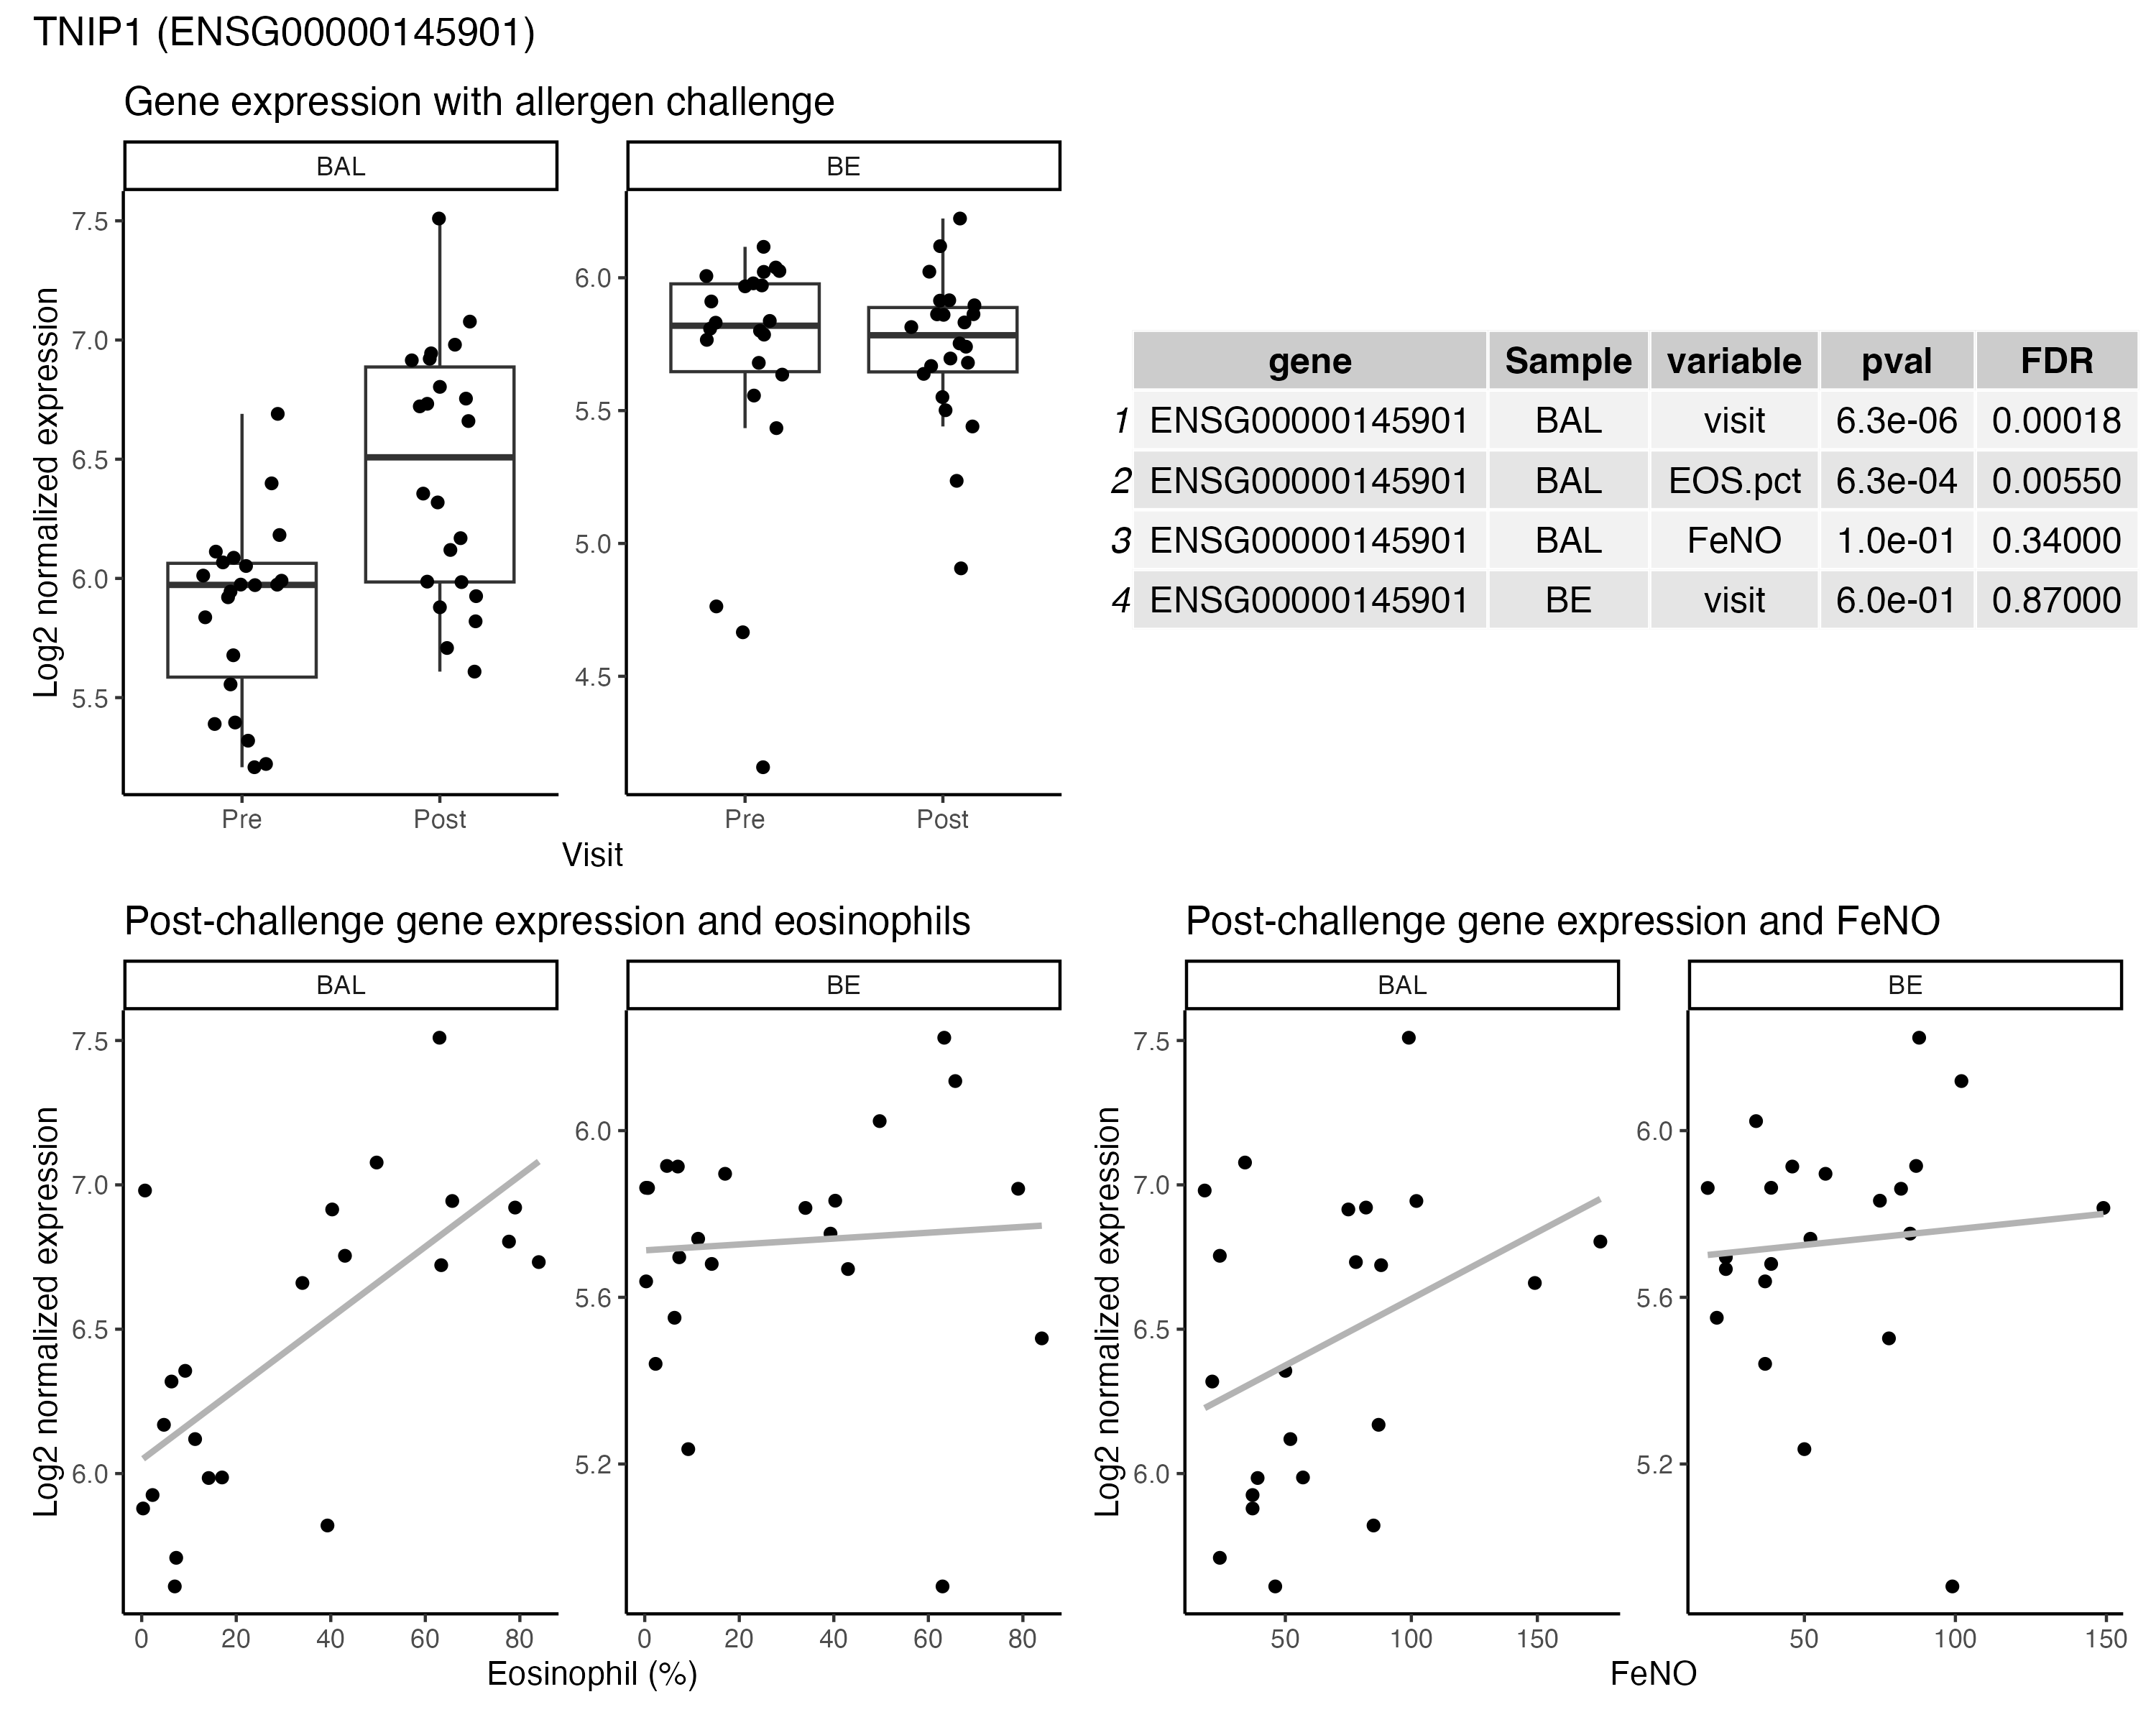 TNIP1 (ENSG00000145901)
Gene expression with allergen challenge
BAL
BE
Log2 normalized expression
7.5
7.0
6.5
6.0
5.5
6.0
5.5
5.0
4.5
Pre
Post
Pre
Post
Visit
gene Sample variable pval FDR
1 ENSG00000145901 BAL visit 6.3e-06 0.00018
2 ENSG00000145901 BAL EOS.pct 6.3e-04 0.00550
3 ENSG00000145901 BAL FeNO 1.0e-01 0.34000
4 ENSG00000145901 BE visit 6.0e-01 0.87000
Post-challenge gene expression and eosinophils
BAL
BE
Log2 normalized expression
7.5
7.0
6.5
6.0
6.0
5.6
5.2
0 20 40 60 80
0 20 40 60 80
Eosinophil (%)
Post-challenge gene expression and FeNO
BAL
BE
Log2 normalized expression
7.5
7.0
6.5
6.0
6.0
5.6
5.2
50 100 150
50 100 150
FeNO